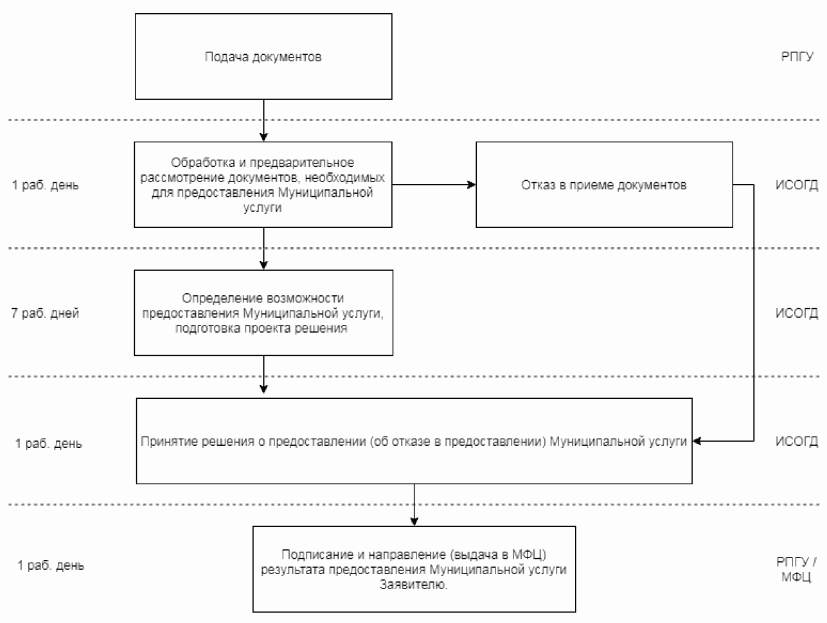 Подача документов
РПГУ
1 раб. день
Обработка и предварительное
рассмотрение документов, необходимых
для предоставления Муниципальной
услуги
Отказ в приеме документов
ИСОГД
7 раб. дней
Определение возможности
предоставления Муниципальной услуги,
подготовка проекта решения
ИСОГД
1 раб. день
Принятие решения о предоставлении (об отказе в предоставлении) Муниципальной услуги
ИСОГД
1 раб. день
Подписание и направление (выдача в МФЦ)
результата предоставления Муниципальной услуги
Заявителю.
РПГУ /
МФЦ